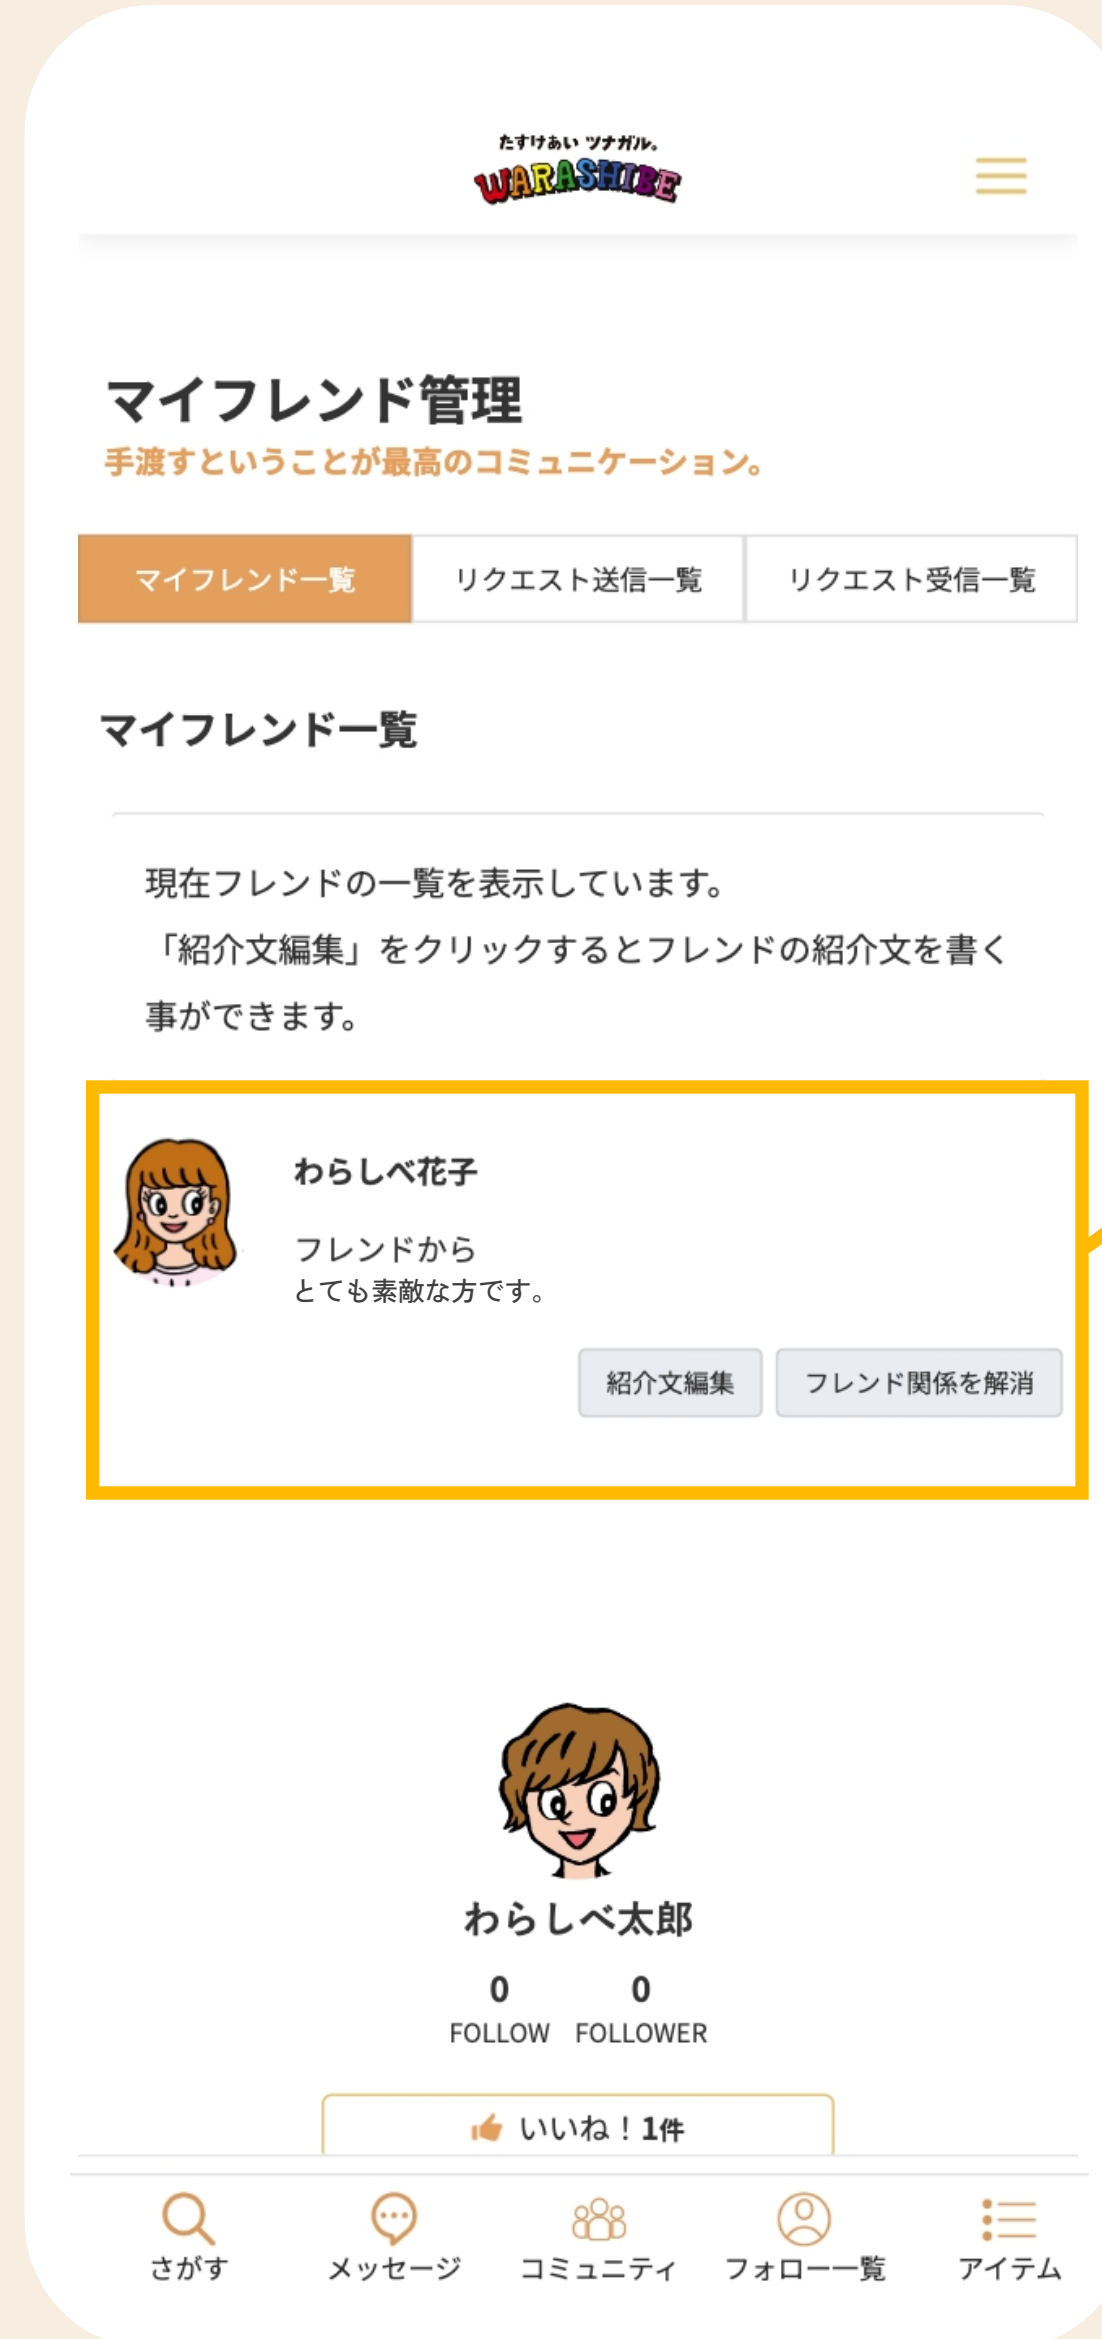 たすけあい ツナガル。
WARASHIBE
マイフレンド管理
手渡すということが最高のコミュニケーション。
マイフレンド一覧
リクエスト送信一覧
リクエスト受信一覧
マイフレンド一覧
現在フレンドの一覧を表示しています。
「紹介文編集」をクリックするとフレンドの紹介文を書く
事ができます。
わらしべ花子
フレンドから
とても素敵な方です。
紹介文編集
フレンド関係を解消
わらしべ太郎
0 0
FOLLOW FOLLOWER
いいね！1件
さがす
メッセージ
コミュニティ
フォロー一覧
アイテム